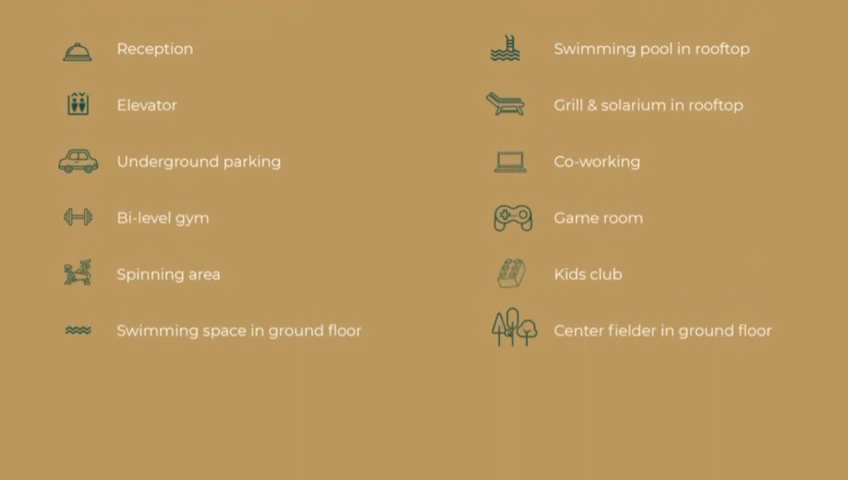 Reception
Elevator
Underground parking
Bi-level gym
Spinning area
Swimming space in ground floor
Swimming pool in rooftop
Grill & solarium in rooftop
Co-working
Game room
Kids club
Center fielder in ground floor